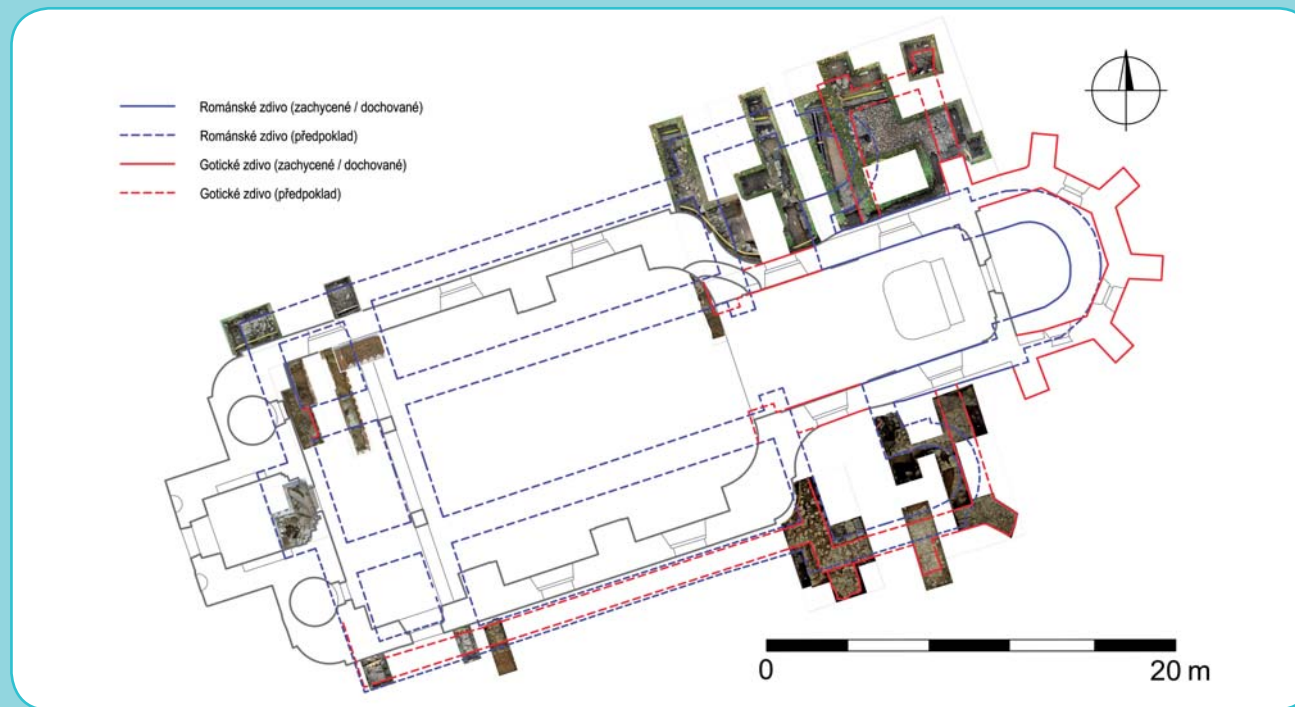 Románské zdivo (zachycené / dochované)
Románské zdivo (předpoklad)
Gotické zdivo (zachycené / dochované)
Gotické zdivo (předpoklad)
0 20 m